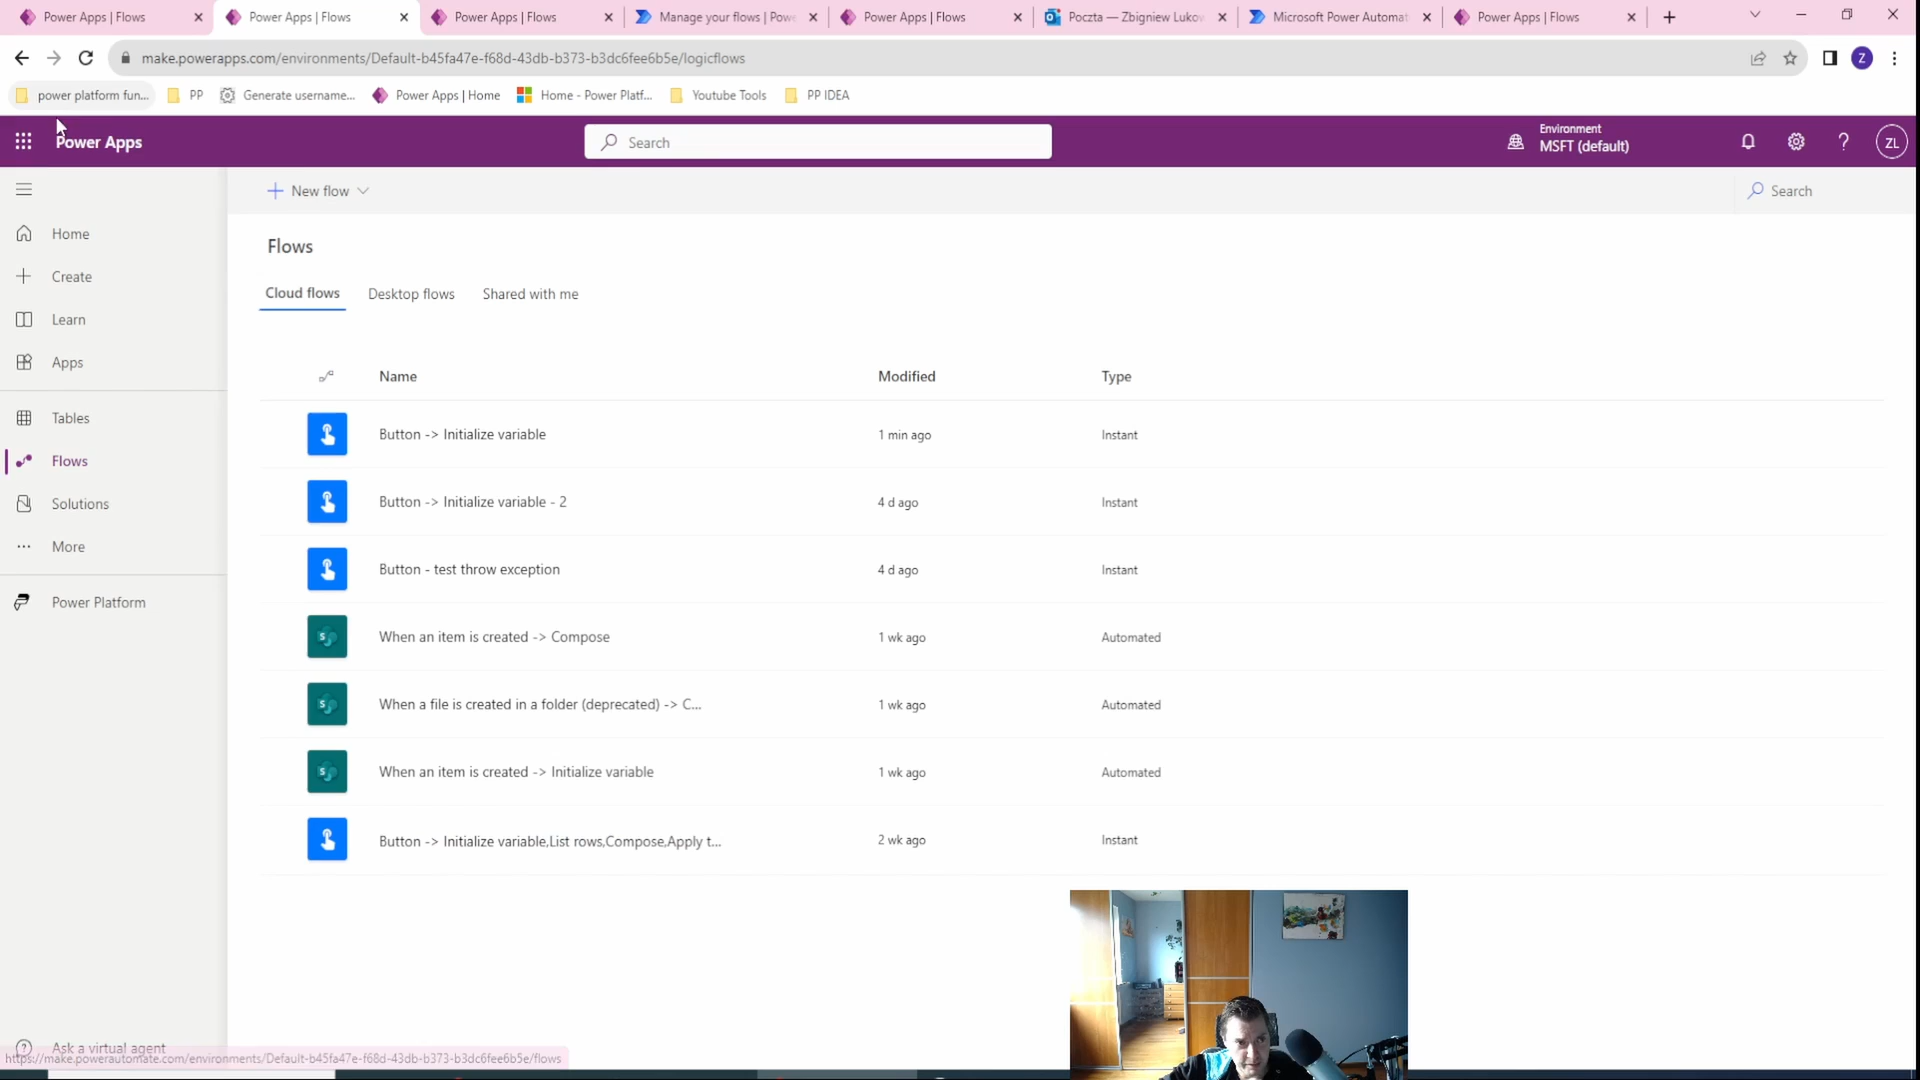 Power Apps | Flows
Power Apps | Flows
Power Apps | Flows
Manage your flows | Powe
Power Apps | Flows
Poczta — Zbigniew Lukow
Microsoft Power Automat
Power Apps | Flows
make.powerapps.com/environments/Default-b45fa47e-f68d-43db-b373-b3dc6fee6b5e/logicflows
Z
power platform fun...
PP
Generate username...
Power Apps | Home
Home - Power Platf...
Youtube Tools
PP IDEA
Power Apps
Search
Environment
MSFT (default)
ZL
New flow
Search
Home
Create
Learn
Apps
Tables
Flows
Solutions
More
Power Platform
Ask a virtual agent
Flows
Cloud flows
Desktop flows
Shared with me
Name Modified Type
Button -> Initialize variable 1 min ago Instant
Button -> Initialize variable - 2 4 d ago Instant
Button - test throw exception 4 d ago Instant
When an item is created -> Compose 1 wk ago Automated
When a file is created in a folder (deprecated) -> C... 1 wk ago Automated
When an item is created -> Initialize variable 1 wk ago Automated
Button -> Initialize variable,List rows,Compose,Apply t... 2 wk ago Instant
https://make.powerautomate.com/environments/Default-b45fa47e-f68d-43db-b373-b3dc6fee6b5e/flows